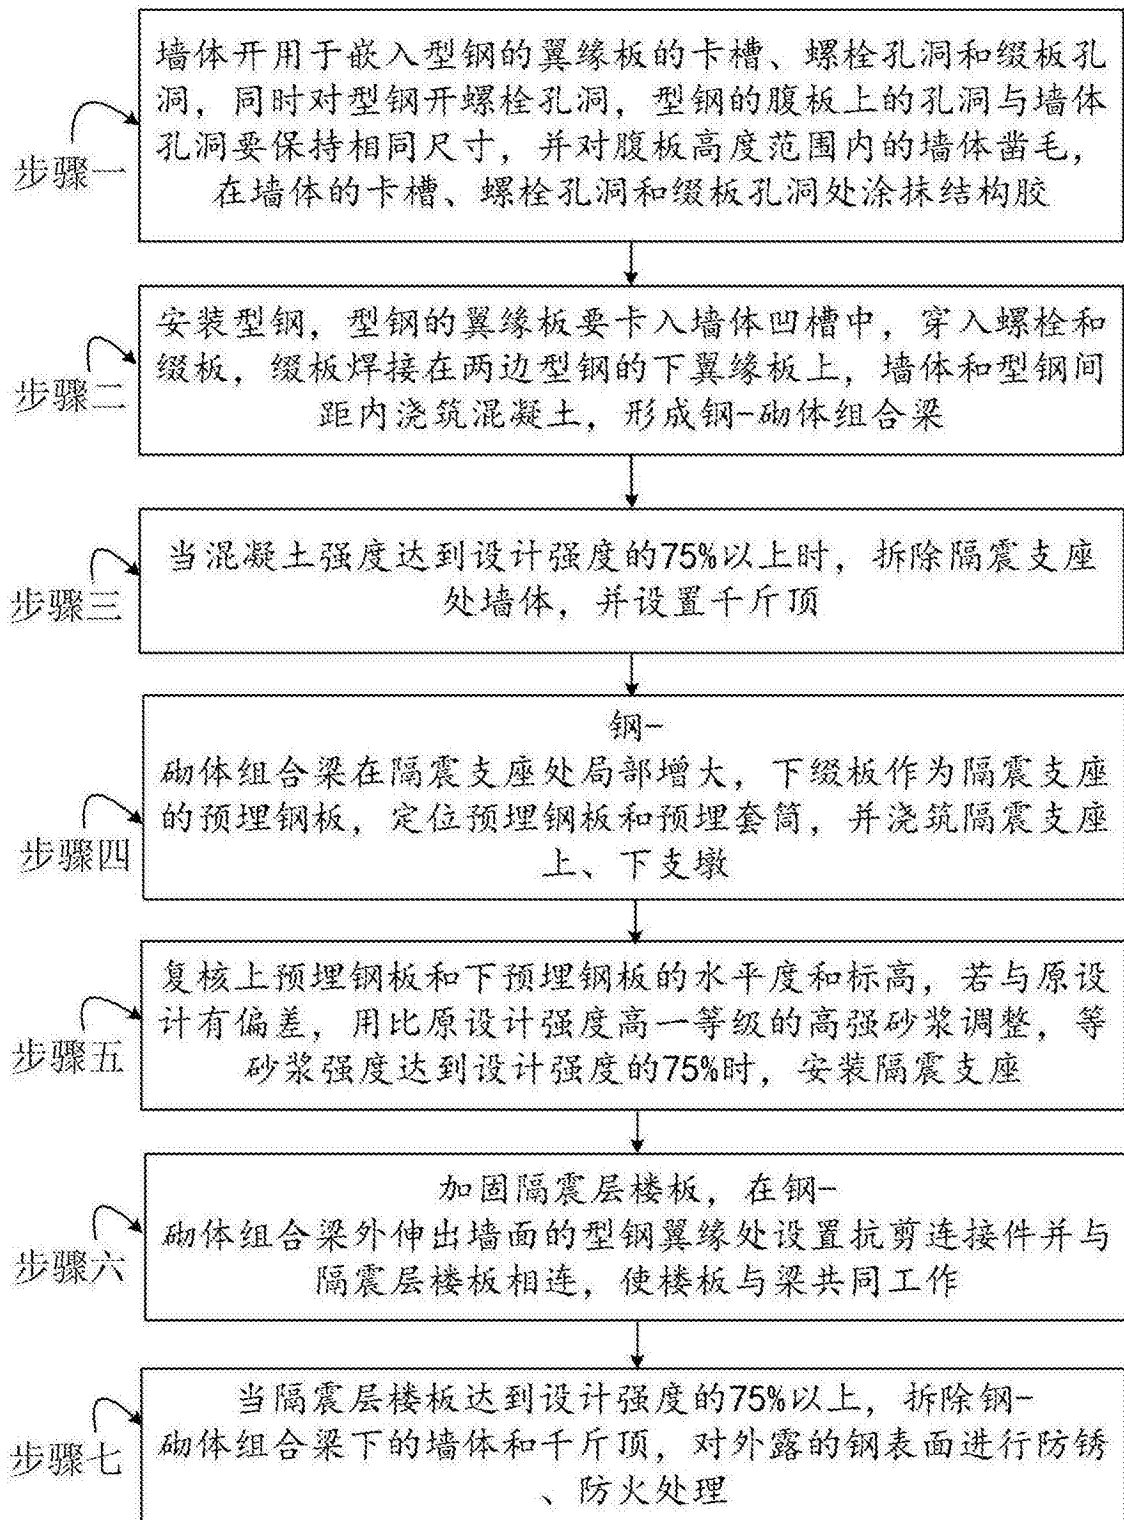 墙体开用于嵌入型钢的翼缘板的卡槽、螺栓孔洞和缀板孔
洞，同时对型钢开螺栓孔洞，型钢的腹板上的孔洞与墙体
孔洞要保持相同尺寸，并对腹板高度范围内的墙体凿毛，
在墙体的卡槽、螺栓孔洞和缀板孔洞处涂抹结构胶
步骤一
安装型钢，型钢的翼缘板要卡入墙体凹槽中，穿入螺栓和
缀板，缀板焊接在两边型钢的下翼缘板上，墙体和型钢间
距内浇筑混凝土，形成钢-砌体组合梁
步骤二
当混凝土强度达到设计强度的75%以上时，拆除隔震支座
处墙体，并设置千斤顶
步骤三
钢-
砌体组合梁在隔震支座处局部增大，下缀板作为隔震支座
的预埋钢板，定位预埋钢板和预埋套筒，并浇筑隔震支座
上、下支墩
步骤四
复核上预埋钢板和下预埋钢板的水平度和标高，若与原设
计有偏差，用比原设计强度高一等级的高强砂浆调整，等
砂浆强度达到设计强度的75%时，安装隔震支座
步骤五
加固隔震层楼板，在钢-
砌体组合梁外伸出墙面的型钢翼缘处设置抗剪连接件并与
隔震层楼板相连，使楼板与梁共同工作
步骤六
当隔震层楼板达到设计强度的75%以上，拆除钢-
砌体组合梁下的墙体和千斤顶，对外露的钢表面进行防锈
、防火处理
步骤七